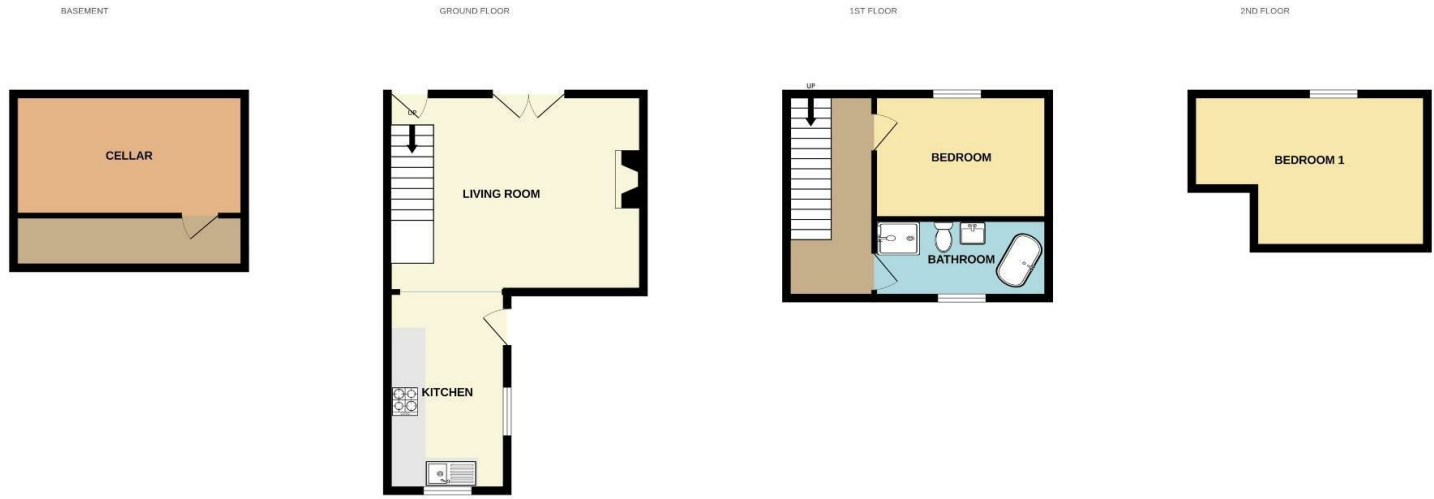 BASEMENT
GROUND FLOOR
1ST FLOOR
2ND FLOOR
CELLAR
UP
LIVING ROOM
KITCHEN
UP
BEDROOM
BATHROOM
BEDROOM 1